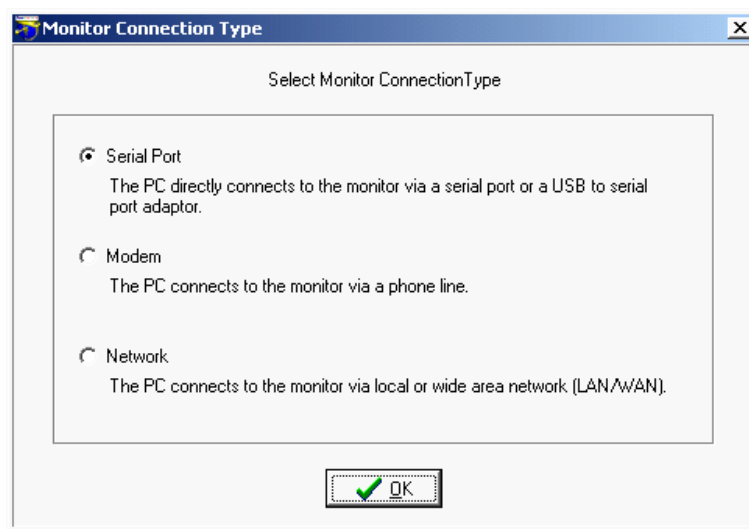 Monitor Connection Type
Select Monitor ConnectionType
Serial Port
The PC directly connects to the monitor via a serial port or a USB to serial
port adaptor.
Modem
The PC connects to the monitor via a phone line.
Network
The PC connects to the monitor via local or wide area network (LAN/WAN).
OK